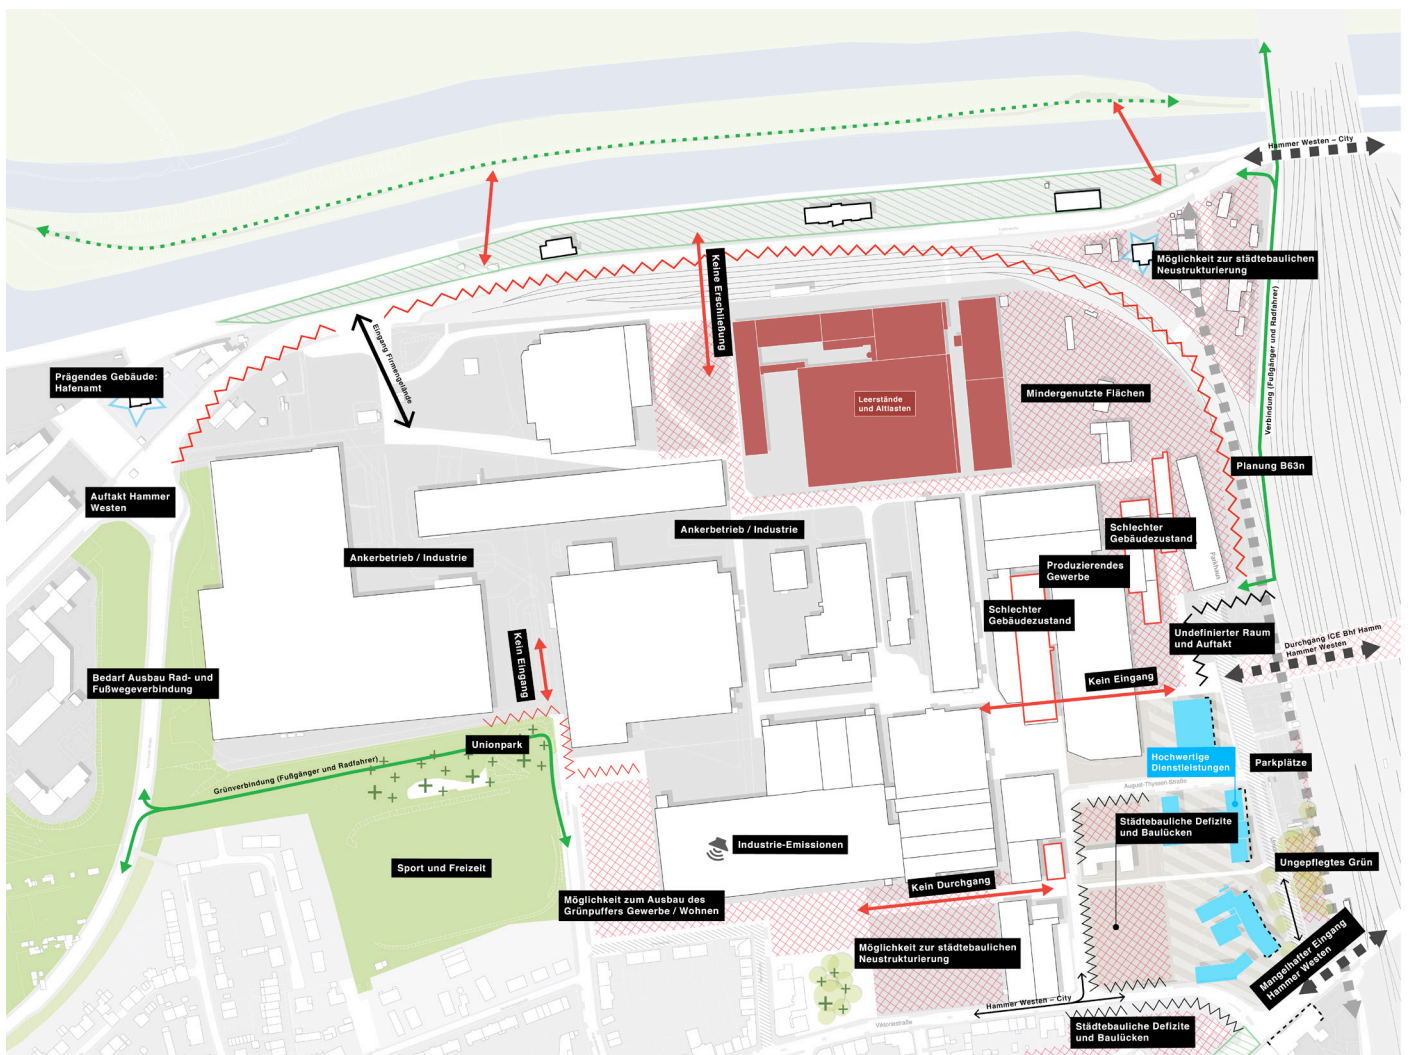 Hammer Westen – City
Möglichkeit zur städtebaulichen
Neustrukturierung
Keine Erschließung
Eingang Firmengelände
Verbindung (Fußgänger und Radfahrer)
Prägendes Gebäude:
Hafenamt
Leerstände
und Altlasten
Mindergenutzte Flächen
Planung B63n
Auftakt Hammer
Westen
Ankerbetrieb / Industrie
Ankerbetrieb / Industrie
Schlechter
Gebäudezustand
Parkhaus
Produzierendes
Gewerbe
Schlechter
Gebäudezustand
Undefinierter Raum
und Auftakt
Durchgang ICE Bhf Hamm
Hammer Westen
Kein Eingang
Kein Eingang
Bedarf Ausbau Rad- und
Fußwegeverbindung
Unionpark
Grünverbindung (Fußgänger und Radfahrer)
Hochwertige
Dienstleistungen
Parkplätze
August-Thyssen-Straße
Städtebauliche Defizite
und Baulücken
Industrie-Emissionen
Ungepflegtes Grün
Sport und Freizeit
Kein Durchgang
Möglichkeit zum Ausbau des
Grünpuffers Gewerbe / Wohnen
Möglichkeit zur städtebaulichen
Neustrukturierung
Mangelhafter Eingang
Hammer Westen
Hammer Westen – City
Viktoriastraße
Städtebauliche Defizite
und Baulücken